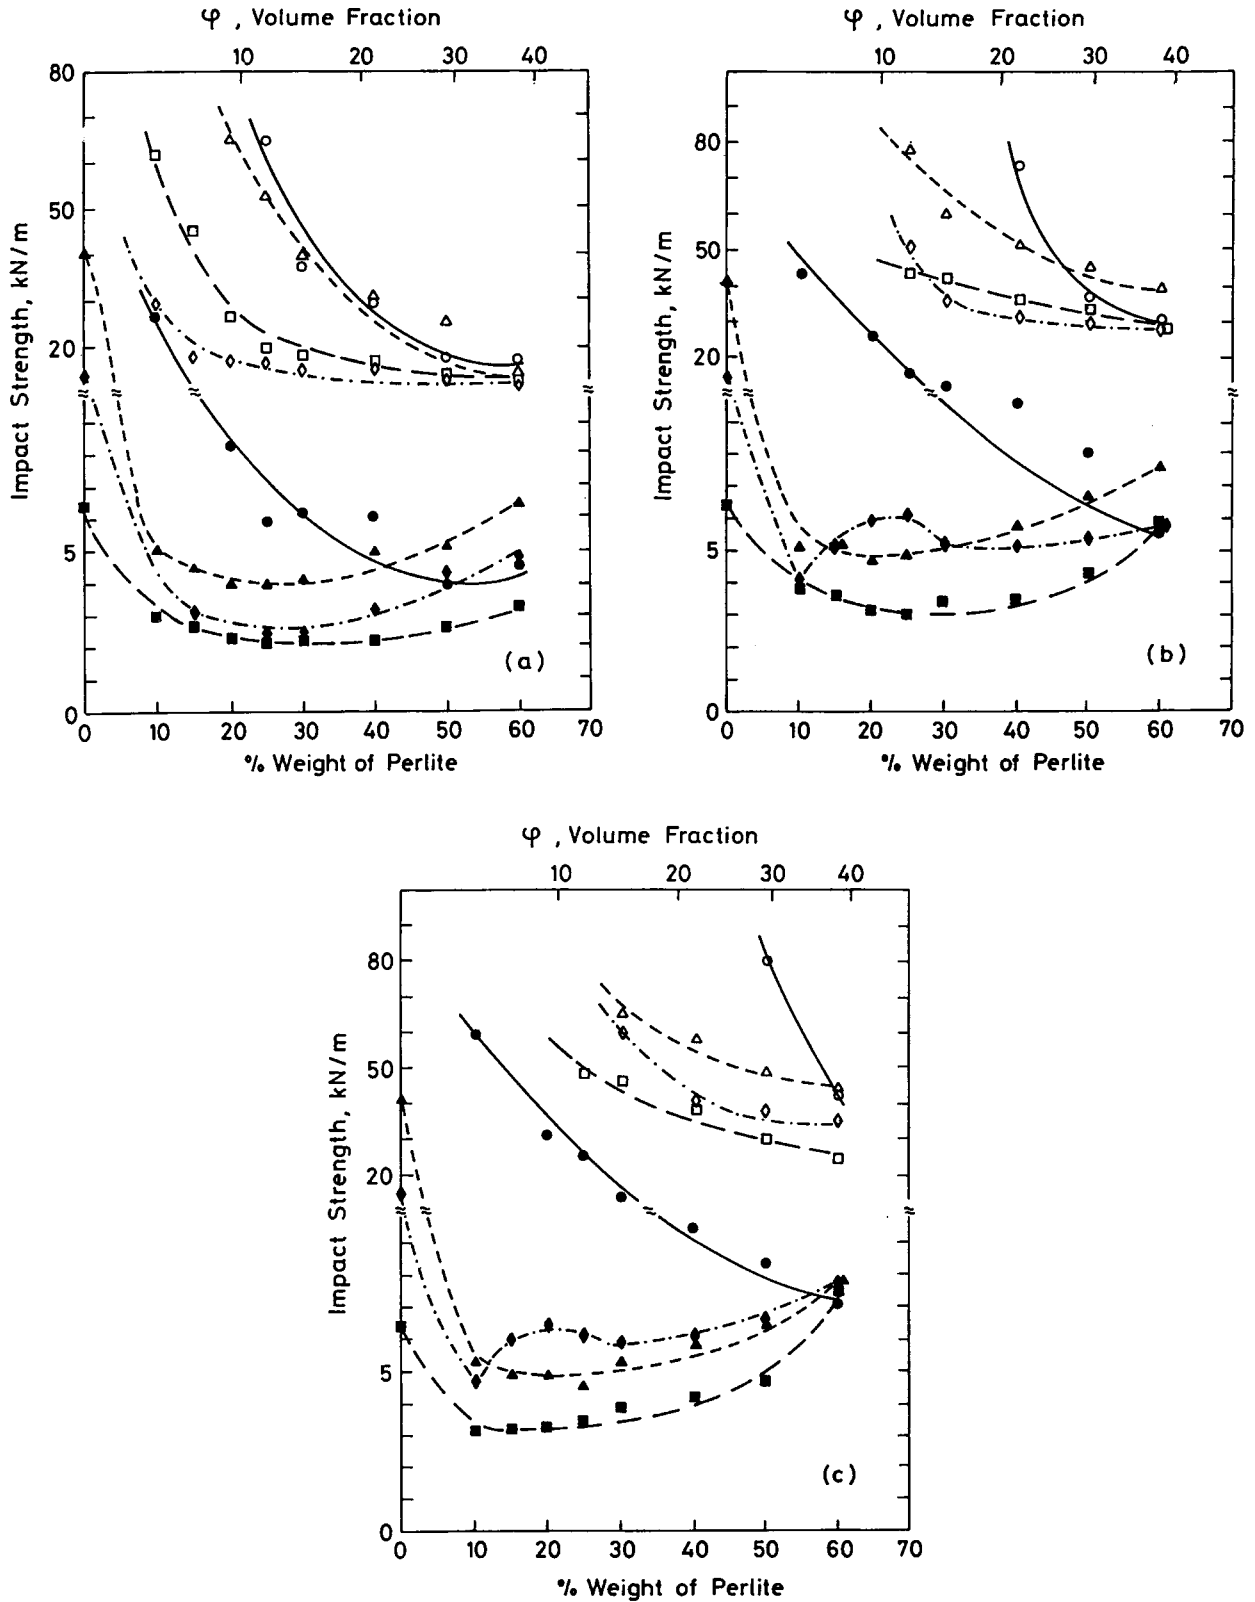 φ , Volume Fraction
10 20 30 40
80
50
20
5
0
Impact Strength, kN/m
(a)
0 10 20 30 40 50 60 70
% Weight of Perlite
φ , Volume Fraction
10 20 30 40
80
50
20
5
0
Impact Strength, kN/m
(b)
0 10 20 30 40 50 60 70
% Weight of Perlite
φ , Volume Fraction
10 20 30 40
80
50
20
5
0
Impact Strength, kN/m
(c)
0 10 20 30 40 50 60 70
% Weight of Perlite